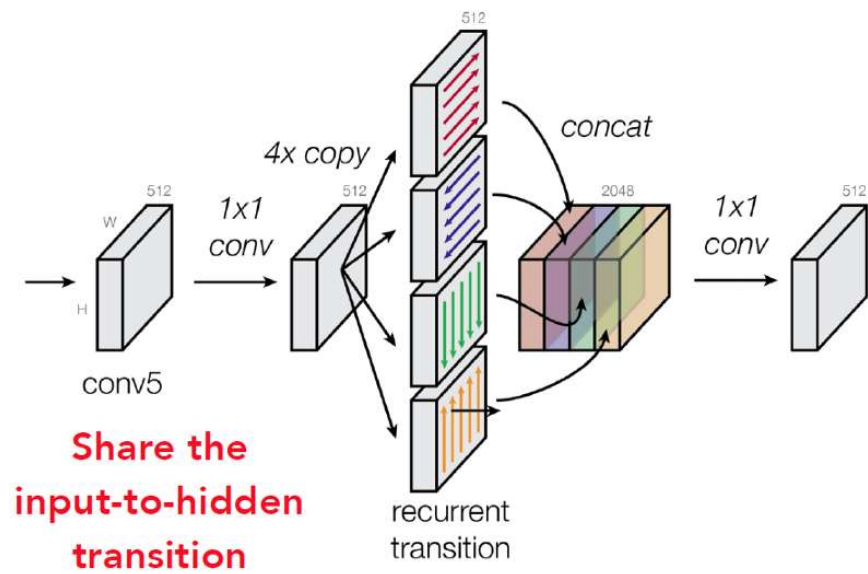 512
4x copy
concat
512
W
1x1
conv
512
2048
1x1
conv
512
H
conv5
Share the
input-to-hidden
transition
recurrent
transition